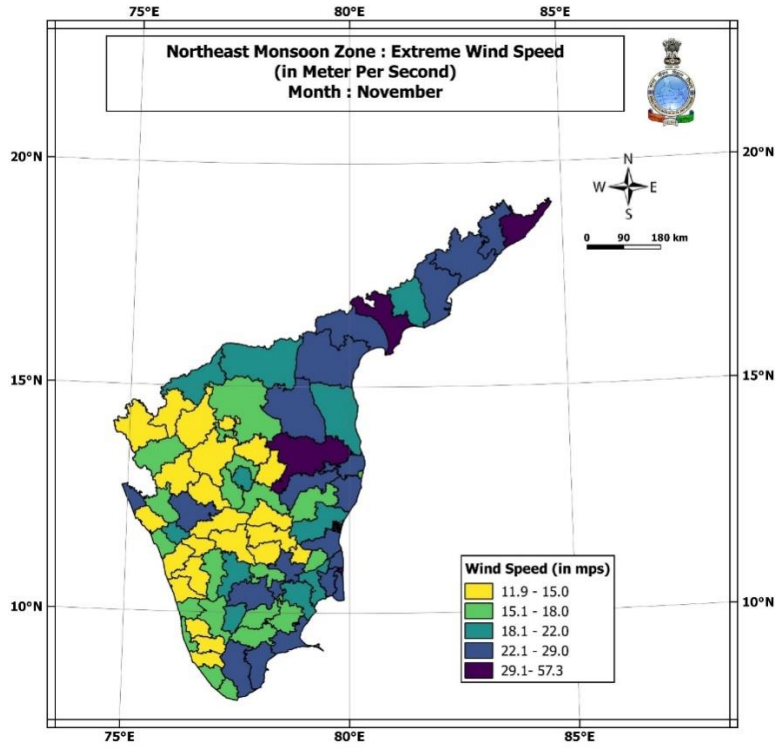 75°E 80°E 85°E
Northeast Monsoon Zone : Extreme Wind Speed
(in Meter Per Second)
Month : November
20°N 20°N
N
W E
S
0 90 180 km
15°N 15°N
Wind Speed (in mps)
11.9 - 15.0
15.1 - 18.0
18.1 - 22.0
22.1 - 29.0
29.1- 57.3
10°N 10°N
75°E 80°E 85°E